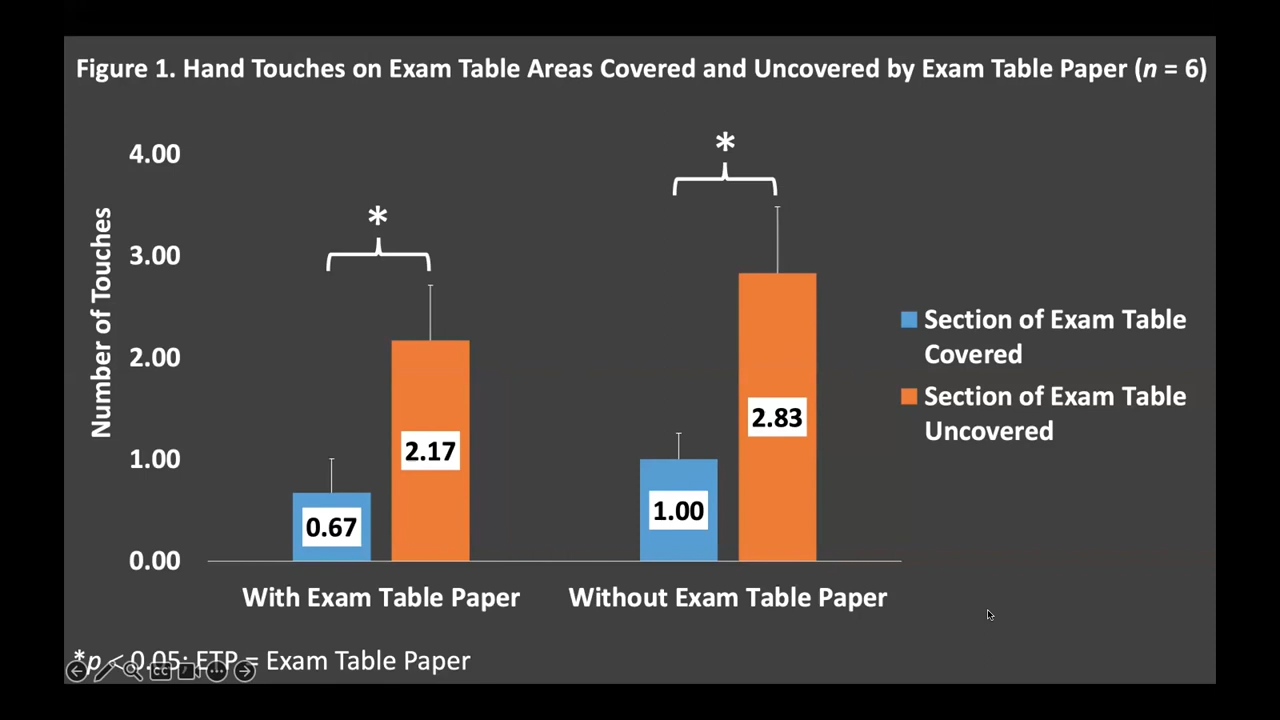 Figure 1. Hand Touches on Exam Table Areas Covered and Uncovered by Exam Table Paper (n = 6)
Number of Touches
4.00
3.00
2.00
1.00
0.00
*
*
0.67
2.17
1.00
2.83
With Exam Table Paper
Without Exam Table Paper
Section of Exam Table
Covered
Section of Exam Table
Uncovered
*p < 0.05; ETP = Exam Table Paper
CC